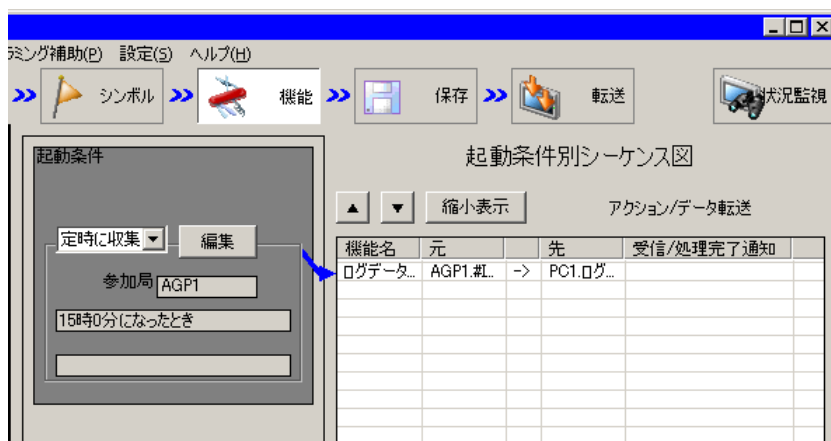 ラミング補助(P) 設定(S) ヘルプ(H)
シンボル 機能 保存 転送 状況監視
起動条件
起動条件別シーケンス図
▲ ▼ 縮小表示 アクション/データ転送
定時に収集 編集
機能名 元 先 受信/処理完了通知
ログデータ... AGP1.#I... -> PC1.ログ...
参加局 AGP1
15時0分になったとき